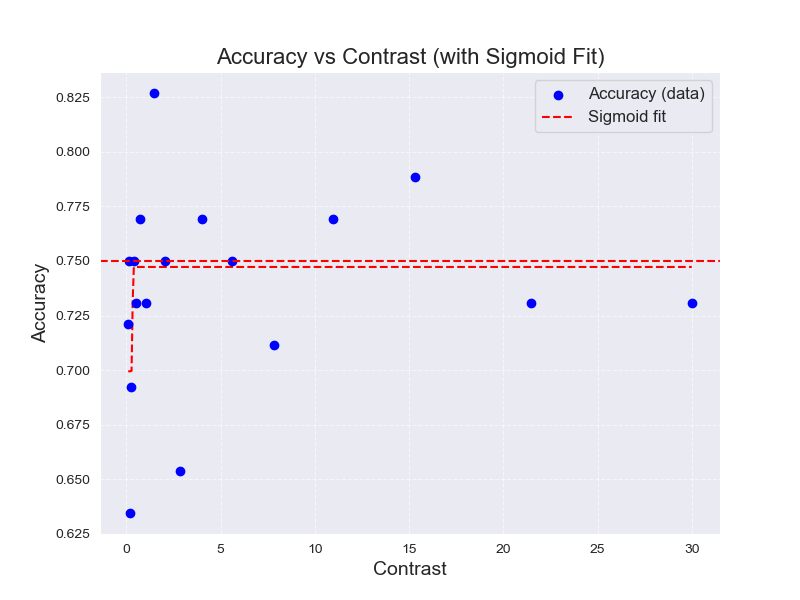 Accuracy vs Contrast (with Sigmoid Fit)
Accuracy (data)
Sigmoid fit
0.825
0.800
0.775
0.750
0.725
0.700
0.675
0.650
0.625
Accuracy
0 5 10 15 20 25 30
Contrast